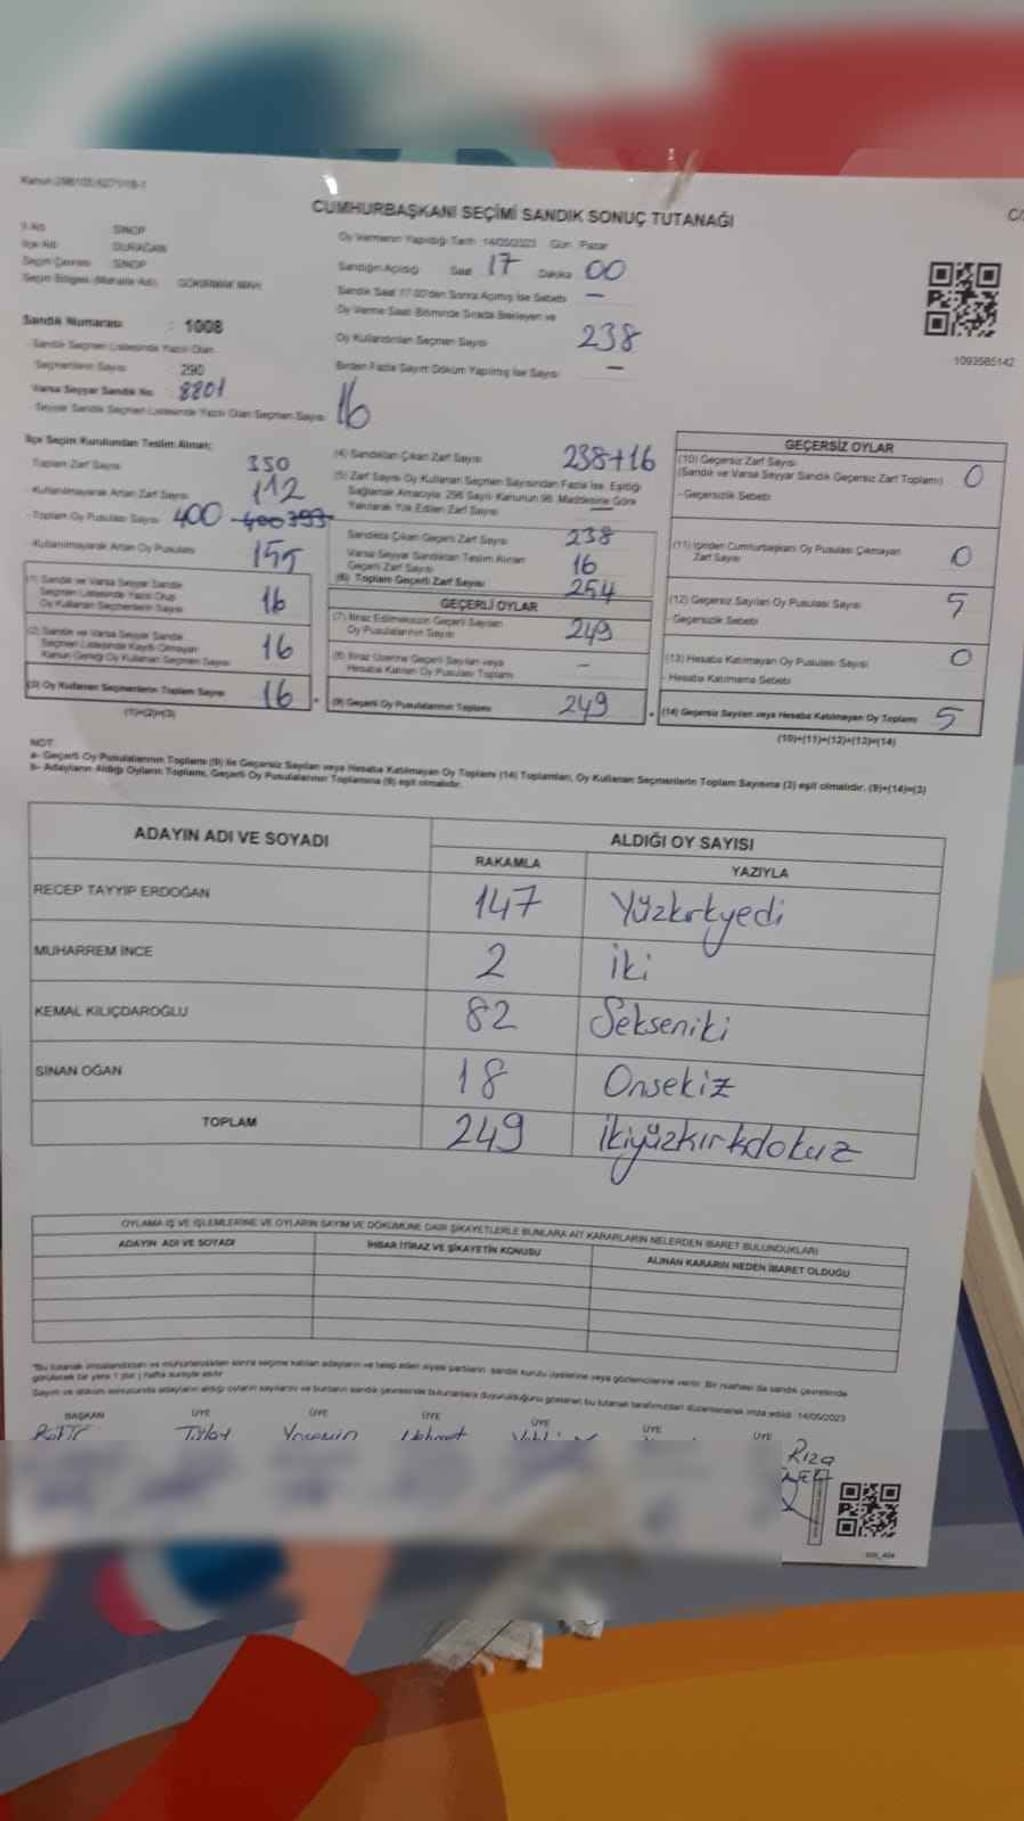 CUMHURBAŞKANI SEÇİMİ SANDIK SONUÇ TUTANAĞI
İl Adı SİNOP
İlçe Adı DURAĞAN
Seçim Çevresi : SİNOP
Seçim Bölgesi (Mahalle Adı)
Oy Vermenin Yapıldığı Tarih: 14/05/2023 Gün: Pazar
Sandığın Açıldığı Saat 17 Dakika 00
Sandık Saat 17.00'den Sonra Açılmış İse Sebebi —
Oy Verme Saati Bitiminde Sırada Bekleyen ve
Oy Kullandırılan Seçmen Sayısı 238
Birden Fazla Sayım Döküm Yapılmış İse Sayısı —
1093585142
Sandık Numarası : 1008
Sandık Seçmen Listesinde Yazılı Olan
Seçmenlerin Sayısı : 290
Varsa Seyyar Sandık No : 8801
Seyyar Sandık Seçmen Listesinde Yazılı Olan Seçmen Sayısı 16
İlçe Seçim Kurulundan Teslim Alınan;
Toplam Zarf Sayısı 350
Kullanılmayarak Artan Zarf Sayısı 112
Toplam Oy Pusulası Sayısı 400 400 393
Kullanılmayarak Artan Oy Pusulası 155
(1) Sandık ve Varsa Seyyar Sandık
Seçmen Listesinde Yazılı Olup
Oy Kullanan Seçmenlerin Sayısı 16
(2) Sandık ve Varsa Seyyar Sandık
Seçmen Listesinde Kayıtlı Olmayan
Kanun Gereği Oy Kullanan Seçmen Sayısı 16
(3) Oy Kullanan Seçmenlerin Toplam Sayısı 16
(1)+(2)=(3)
(4) Sandıktan Çıkan Zarf Sayısı 238+16
(5) Zarf Sayısı Oy Kullanan Seçmen Sayısından Fazla İse, Eşitliği
Sağlamak Amacıyla 298 Sayılı Kanunun 98. Maddesine Göre
Yakılarak Yok Edilen Zarf Sayısı —
Sandıkta Çıkan Geçerli Zarf Sayısı 238
Varsa Seyyar Sandıktan Teslim Alınan
Geçerli Zarf Sayısı 16
(6) Toplam Geçerli Zarf Sayısı 254
GEÇERLİ OYLAR
(7) İtiraz Edilmeksizin Geçerli Sayılan
Oy Pusulalarının Sayısı 249
(8) İtiraz Üzerine Geçerli Sayılan veya
Hesaba Katılan Oy Pusulası Toplamı —
(9) Geçerli Oy Pusulalarının Toplamı 249
GEÇERSİZ OYLAR
(10) Geçersiz Zarf Sayısı
(Sandık ve Varsa Seyyar Sandık Geçersiz Zarf Toplamı) 0
- Geçersizlik Sebebi
(11) İçinden Cumhurbaşkanı Oy Pusulası Çıkmayan
Zarf Sayısı 0
(12) Geçersiz Sayılan Oy Pusulası Sayısı 5
- Geçersizlik Sebebi
(13) Hesaba Katılmayan Oy Pusulası Sayısı 0
- Hesaba Katılmama Sebebi
(14) Geçersiz Sayılan veya Hesaba Katılmayan Oy Toplamı 5
(10)+(11)+(12)+(13)=(14)
NOT
a- Geçerli Oy Pusulalarının Toplamı (9) ile Geçersiz Sayılan veya Hesaba Katılmayan Oy Toplamı (14) Toplamları, Oy Kullanan Seçmenlerin Toplam Sayısına (3) eşit olmalıdır. (9)+(14)=(3)
b- Adayların Aldığı Oyların Toplamı, Geçerli Oy Pusulalarının Toplamına (9) eşit olmalıdır.
ADAYIN ADI VE SOYADI ALDIĞI OY SAYISI
RAKAMLA YAZIYLA
RECEP TAYYİP ERDOĞAN 147 Yüzkırkyedi
MUHARREM İNCE 2 İki
KEMAL KILIÇDAROĞLU 82 Sekseniki
SİNAN OĞAN 18 Onsekiz
TOPLAM 249 İkiyüzkırkdokuz
OYLAMA İŞ VE İŞLEMLERİNE VE OYLARIN SAYIM VE DÖKÜMÜNE DAİR ŞİKAYETLERLE BUNLARA AİT KARARLARIN NELERDEN İBARET BULUNDUKLARI
ADAYIN ADI VE SOYADI İHBAR İTİRAZ VE ŞİKAYETİN KONUSU ALINAN KARARIN NEDEN İBARET OLDUĞU
BAŞKAN ÜYE ÜYE ÜYE ÜYE ÜYE ÜYE
Tülay Yasemin Mehmet Rıza